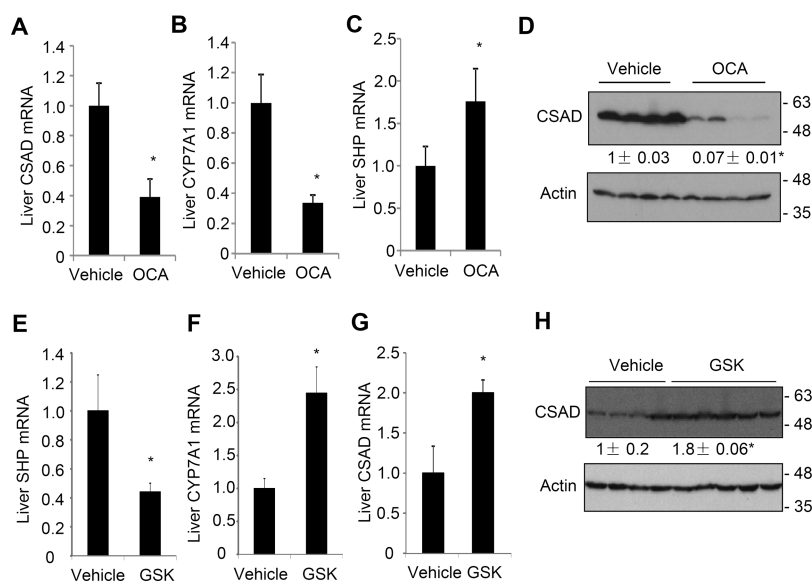 A
Liver CSAD mRNA
1.4
1.2
1.0
0.8
0.6
0.4
0.2
0
*
Vehicle OCA
B
Liver CYP7A1 mRNA
1.4
1.2
1.0
0.8
0.6
0.4
0.2
0.0
*
Vehicle OCA
C
Liver SHP mRNA
2.5
2.0
1.5
1.0
0.5
0.0
*
Vehicle OCA
D
Vehicle OCA
CSAD
- 63
- 48
1 ± 0.03 0.07 ± 0.01*
Actin
- 48
- 35
E
Liver SHP mRNA
1.4
1.2
1.0
0.8
0.6
0.4
0.2
0
*
Vehicle GSK
F
Liver CYP7A1 mRNA
3.0
2.5
2.0
1.5
1.0
0.5
0.0
*
Vehicle GSK
G
Liver CSAD mRNA
2.5
2.0
1.5
1.0
0.5
0.0
*
Vehicle GSK
H
Vehicle GSK
CSAD
- 63
- 48
1 ± 0.2 1.8 ± 0.06*
Actin
- 48
- 35